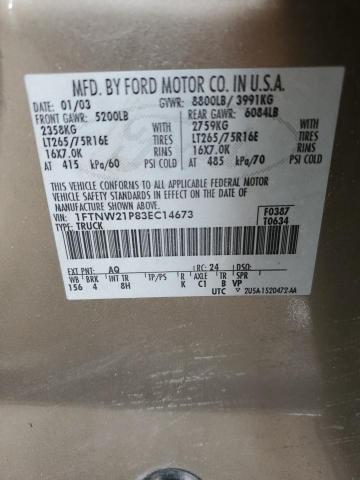 MFD. BY FORD MOTOR CO. IN U.S.A.
DATE: 01/03 GVWR: 8800LB/ 3991KG
FRONT GAWR: 5200LB REAR GAWR: 6084LB
2358KG WITH 2759KG WITH
LT265/75R16E TIRES LT265/75R16E TIRES
16X7.0K RIMS 16X7.0K RIMS
AT 415 kPa/60 PSI COLD AT 485 kPa/70 PSI COLD
THIS VEHICLE CONFORMS TO ALL APPLICABLE FEDERAL MOTOR
VEHICLE SAFETY STANDARDS IN EFFECT ON THE DATE OF
MANUFACTURE SHOWN ABOVE.
VIN: 1FTNW21P83EC14673 F0387
TYPE: TRUCK T0634
EXT PNT: AQ RC: 24 DSO:
WB BRK INT TR TP/PS R AXLE TR SPR
156 4 8H K C1 B VP
UTC 2U5A-1520472-AA